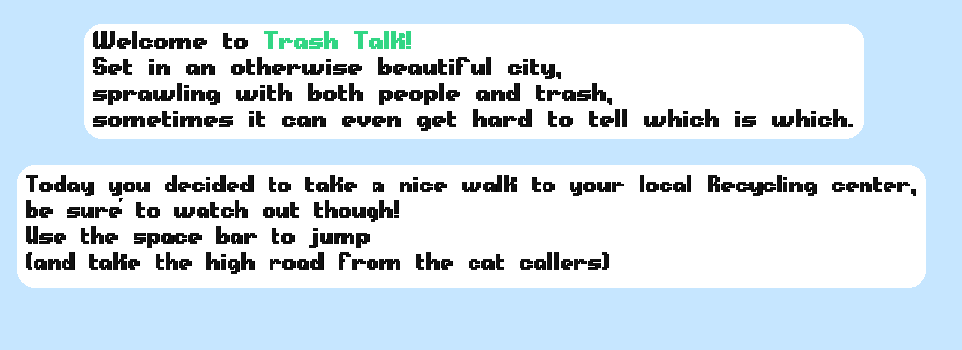 Welcome to Trash Talk!
Set in an otherwise beautiful city,
sprawling with both people and trash,
sometimes it can even get hard to tell which is which.
Today you decided to take a nice walk to your local Recycling center,
be sure to watch out though!
Use the space bar to jump
(and take the high road from the cat callers)